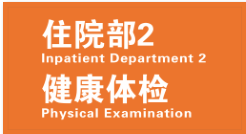 住院部2
Inpatient Department 2
健康体检
Physical Examination